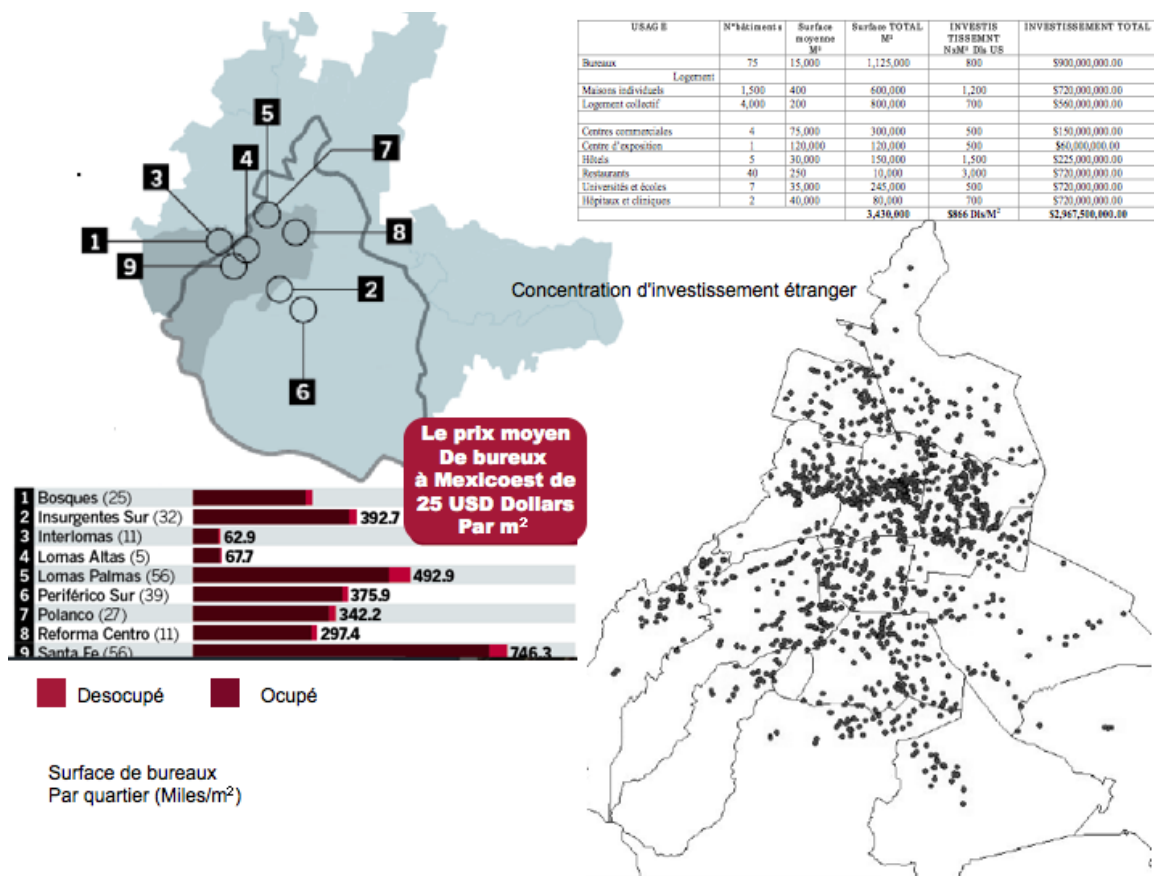 USAGE N°bâtiments Surface moyenne M² Surface TOTAL M² INVESTIS TISSEMNT NxM² Dls US INVESTISSEMENT TOTAL
Bureaux 75 15,000 1,125,000 800 $900,000,000.00
Logement
Maisons individuels 1,500 400 600,000 1,200 $720,000,000.00
Logement collectif 4,000 200 800,000 700 $560,000,000.00
Centres commerciales 4 75,000 300,000 500 $150,000,000.00
Centre d'exposition 1 120,000 120,000 500 $60,000,000.00
Hôtels 5 30,000 150,000 1,500 $225,000,000.00
Restaurants 40 250 10,000 3,000 $720,000,000.00
Universités et écoles 7 35,000 245,000 500 $720,000,000.00
Hôpitaux et cliniques 2 40,000 80,000 700 $720,000,000.00
3,430,000 $866 Dls/M² $2,967,500,000.00
5
4
7
3
1
8
9
2
6
Concentration d'investissement étranger
Le prix moyen
De bureux
à Mexicoest de
25 USD Dollars
Par m²
1 Bosques (25)
2 Insurgentes Sur (32) 392.7
3 Interlomas (11) 62.9
4 Lomas Altas (5) 67.7
5 Lomas Palmas (56) 492.9
6 Periférico Sur (39) 375.9
7 Polanco (27) 342.2
8 Reforma Centro (11) 297.4
9 Santa Fe (56) 746.3
Desocupé Ocupé
Surface de bureaux
Par quartier (Miles/m²)